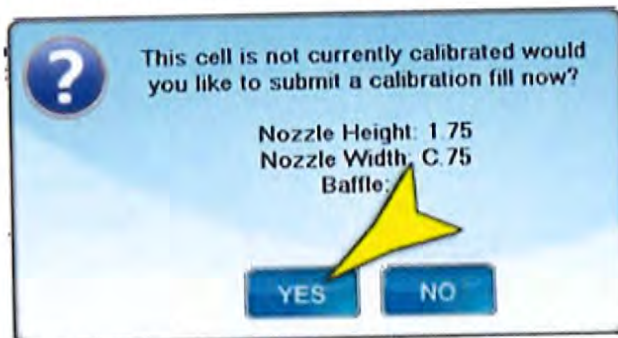 ?
This cell is not currently calibrated would
you like to submit a calibration fill now?
Nozzle Height: 1.75
Nozzle Width: C.75
Baffle:
YES
NO